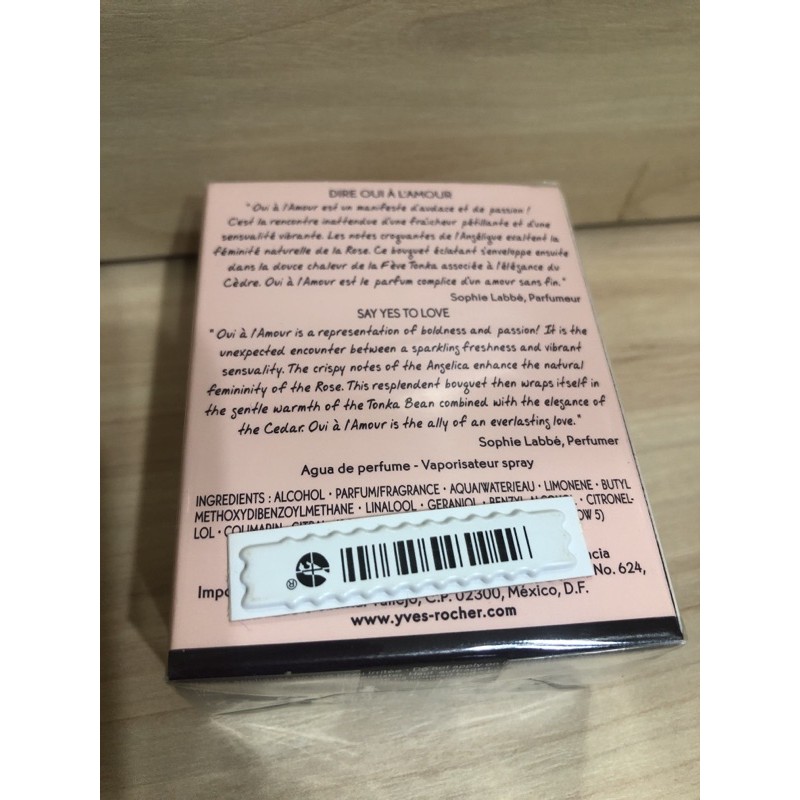 DIRE OUI À L'AMOUR
"Oui à l'Amour est un manifeste d'audace et de passion !
C'est la rencontre inattendue d'une fraîcheur pétillante et d'une
sensualité vibrante. Les notes croquantes de l'Angélique exaltent la
féminité naturelle de la Rose. Ce bouquet éclatant s'enveloppe ensuite
dans la douce chaleur de la Fève Tonka associée à l'élégance du
Cèdre. Oui à l'Amour est le parfum complice d'un amour sans fin."
Sophie Labbé, Parfumeur
SAY YES TO LOVE
"Oui à l'Amour is a representation of boldness and passion! It is the
unexpected encounter between a sparkling freshness and vibrant
sensuality. The crispy notes of the Angelica enhance the natural
femininity of the Rose. This resplendent bouquet then wraps itself in
the gentle warmth of the Tonka Bean combined with the elegance of
the Cedar. Oui à l'Amour is the ally of an everlasting love."
Sophie Labbé, Perfumer
Agua de perfume - Vaporisateur spray
INGREDIENTS : ALCOHOL • PARFUM/FRAGRANCE • AQUA/WATER/EAU • LIMONENE • BUTYL
METHOXYDIBENZOYLMETHANE • LINALOOL • GERANIOL • BENZYL ALCOHOL • CITRONEL-
LOL • COUMARIN
No. 624,
Vallejo, C.P. 02300, México, D.F.
www.yves-rocher.com